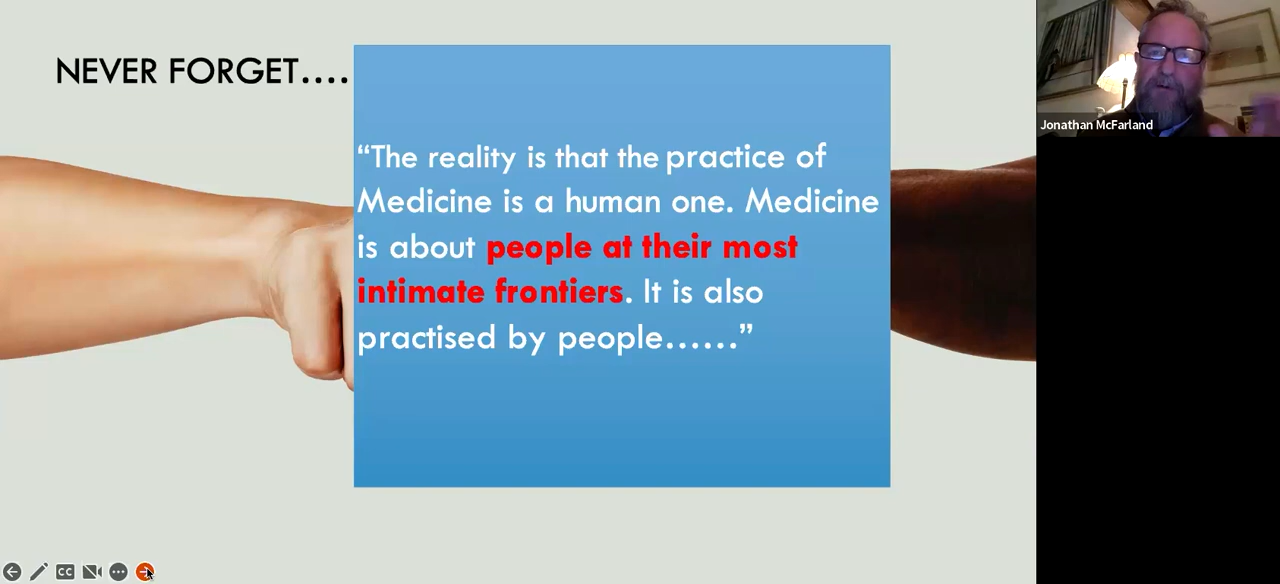 NEVER FORGET....
“The reality is that the practice of
Medicine is a human one. Medicine
is about people at their most
intimate frontiers. It is also
practised by people......”
Jonathan McFarland
CC